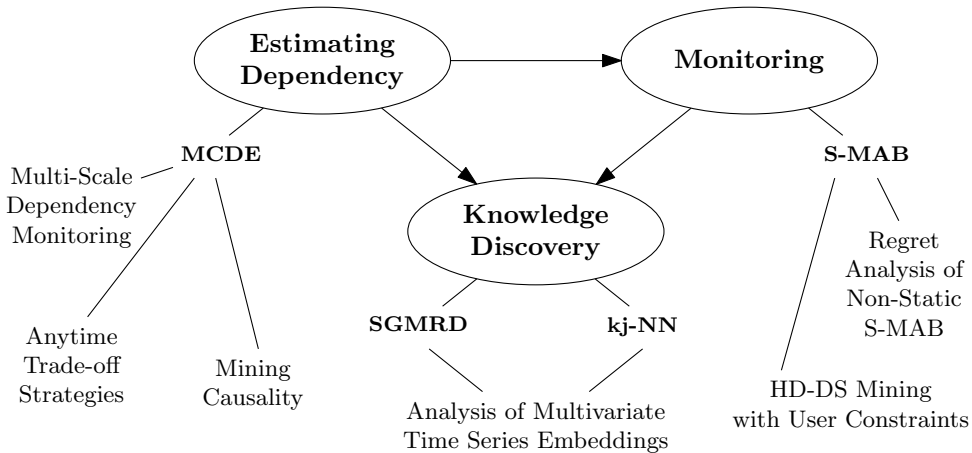 Estimating
Dependency
Monitoring
MCDE
S-MAB
Multi-Scale
Dependency
Monitoring
Knowledge
Discovery
Regret
Analysis of
Non-Static
S-MAB
SGMRD
kj-NN
Anytime
Trade-off
Strategies
Mining
Causality
HD-DS Mining
with User Constraints
Analysis of Multivariate
Time Series Embeddings